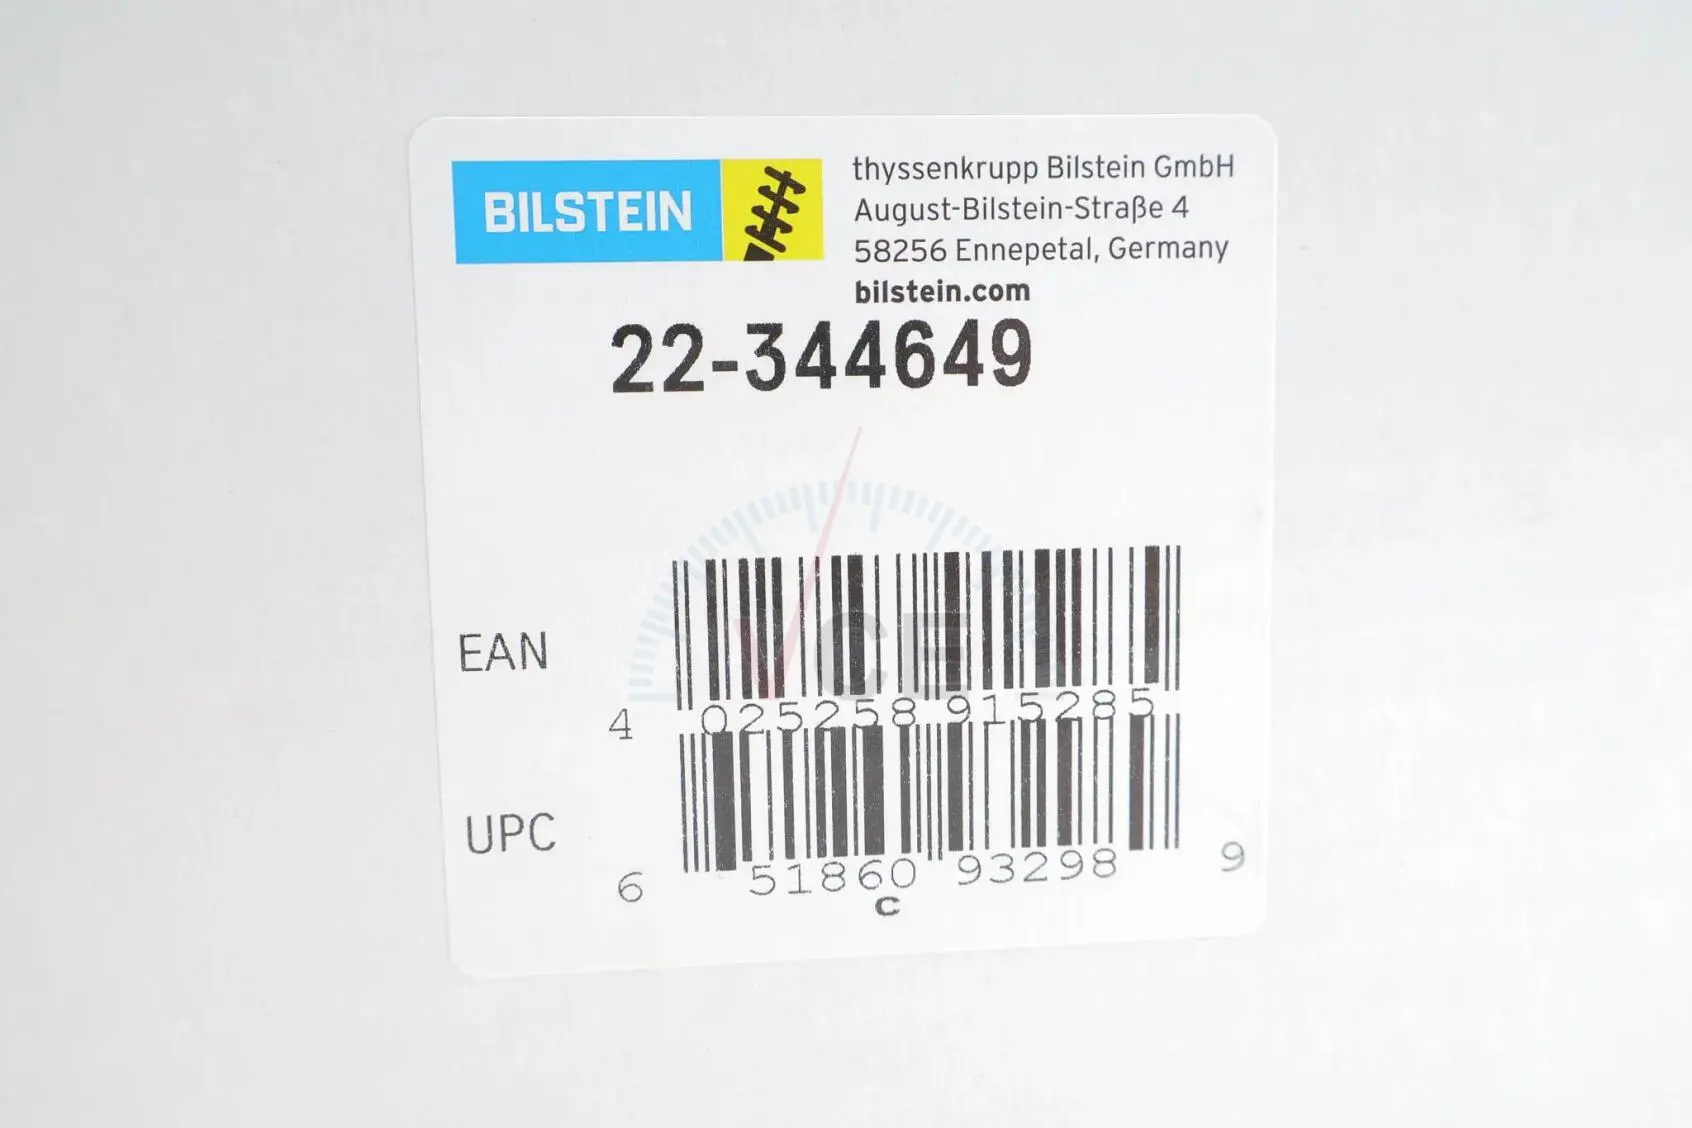 BILSTEIN
thyssenkrupp Bilstein GmbH
August-Bilstein-Straße 4
58256 Ennepetal, Germany
bilstein.com
22-344649
VCE
EAN
4 025258 915285
UPC
6 51860 93298 9
C